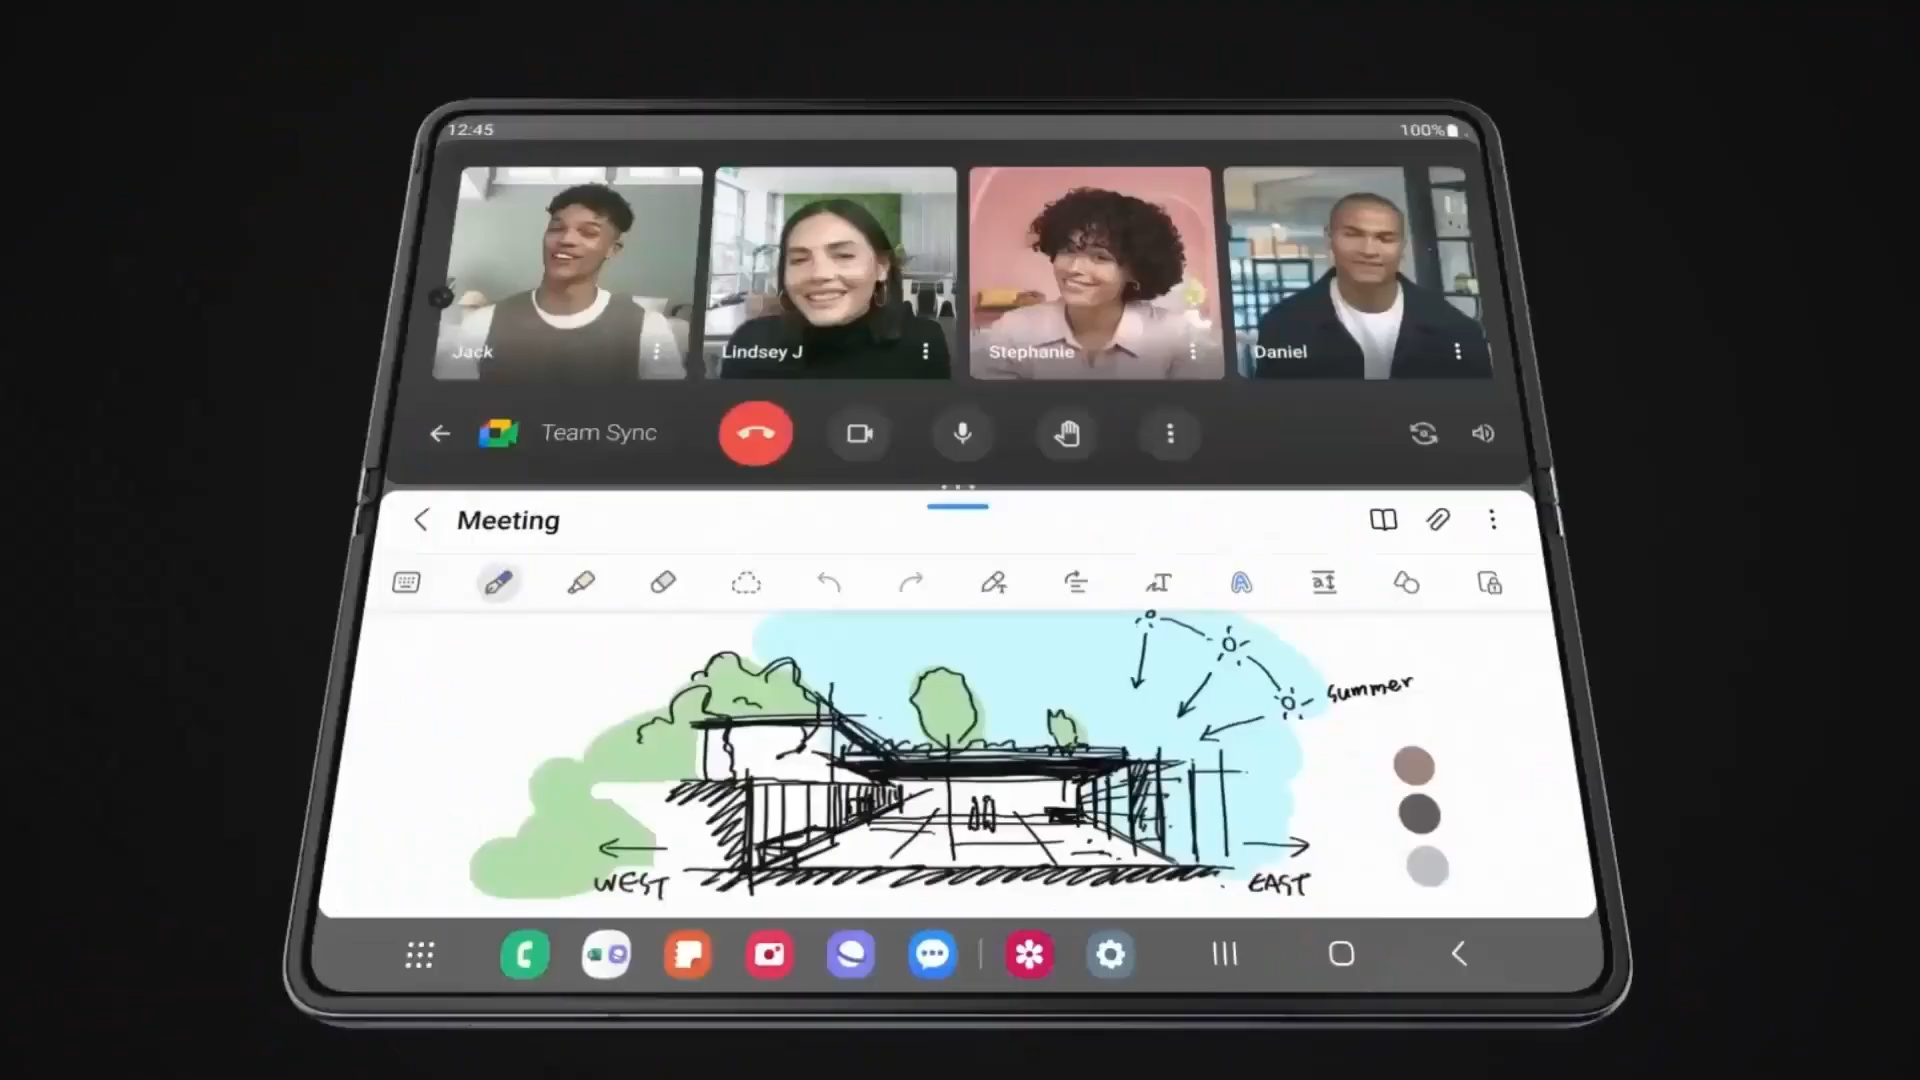 12:45
100%
Jack
Lindsey J
Stephanie
Daniel
Team Sync
Meeting
summer
WEST
EAST